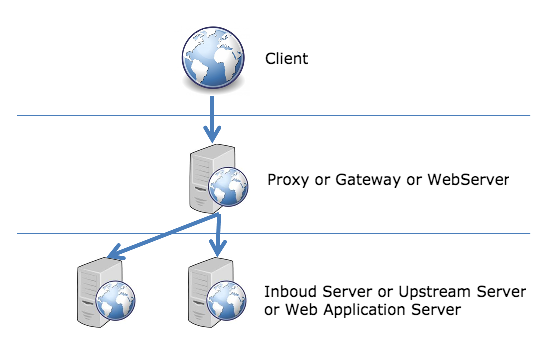 Client
Proxy or Gateway or WebServer
Inboud Server or Upstream Server
or Web Application Server